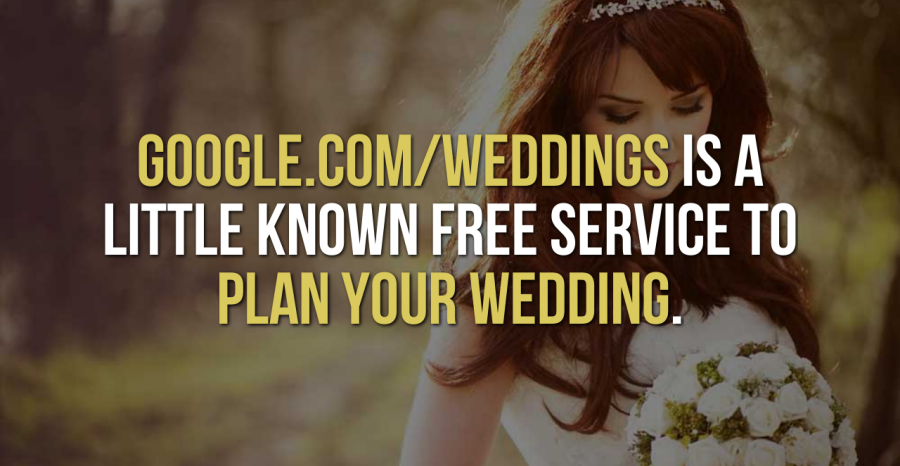 GOOGLE.COM/WEDDINGS IS A
LITTLE KNOWN FREE SERVICE TO
PLAN YOUR WEDDING.